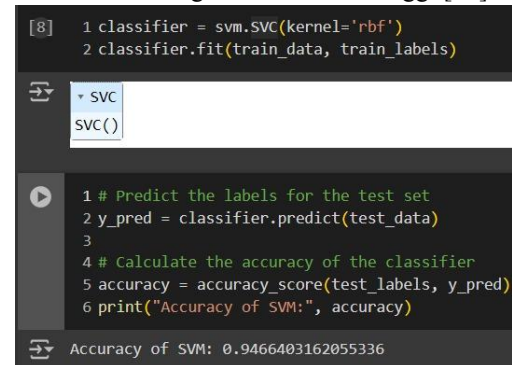 [8]
1 classifier = svm.SVC(kernel='rbf')
2 classifier.fit(train_data, train_labels)
SVC
SVC()
1 # Predict the labels for the test set
2 y_pred = classifier.predict(test_data)
3
4 # Calculate the accuracy of the classifier
5 accuracy = accuracy_score(test_labels, y_pred)
6 print("Accuracy of SVM:", accuracy)
Accuracy of SVM: 0.9466403162055336